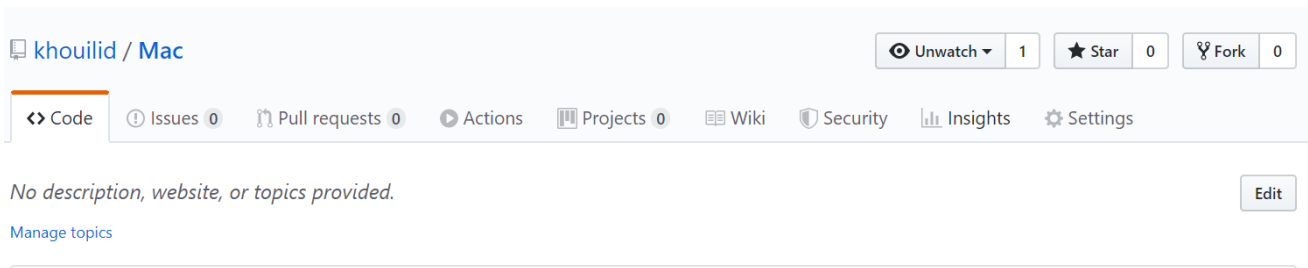 khouilid / Mac Unwatch 1 Star 0 Fork 0
<> Code Issues 0 Pull requests 0 Actions Projects 0 Wiki Security Insights Settings
No description, website, or topics provided. Edit
Manage topics